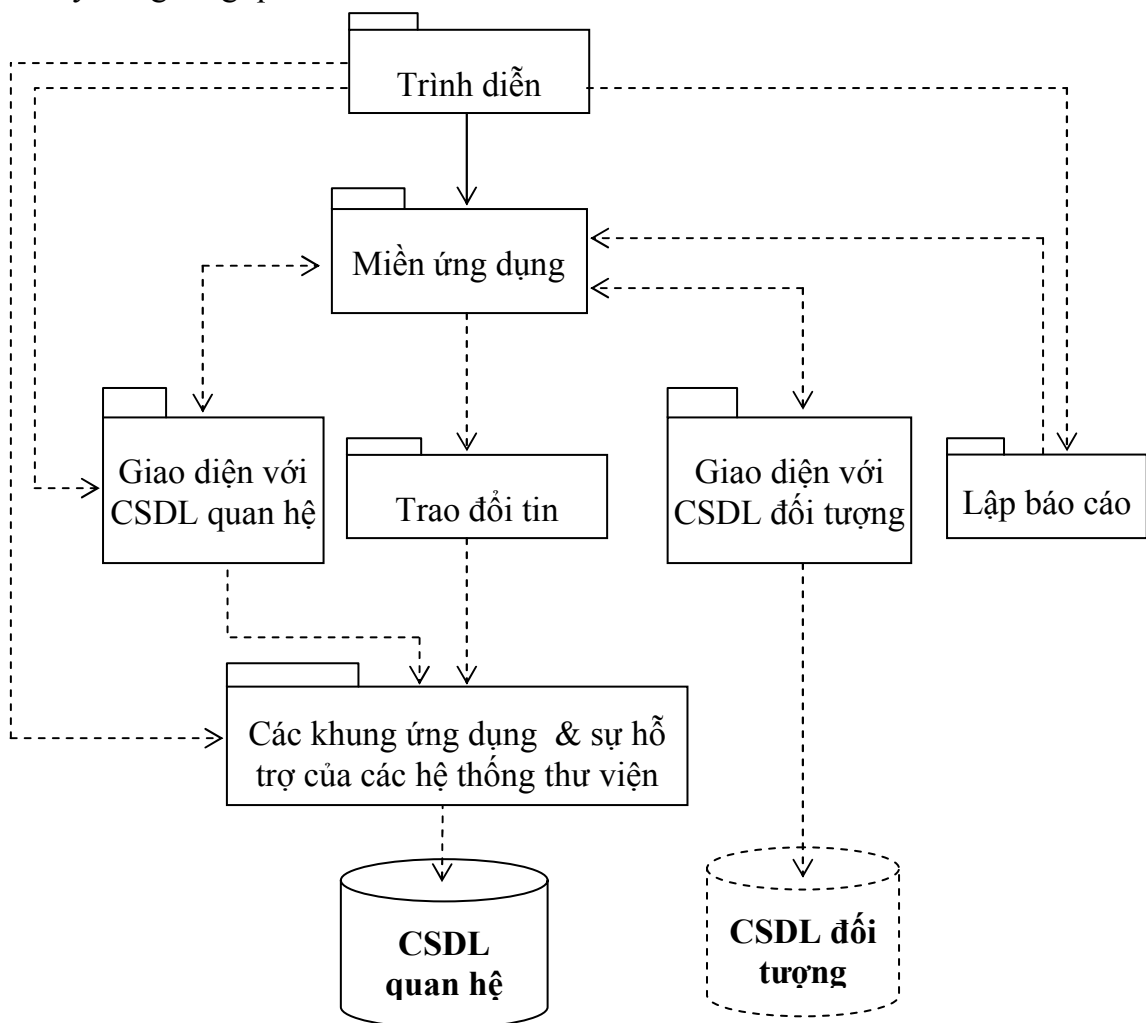 Trình diễn
Miền ứng dụng
Giao diện với
CSDL quan hệ
Trao đổi tin
Giao diện với
CSDL đối tượng
Lập báo cáo
Các khung ứng dụng & sự hỗ
trợ của các hệ thống thư viện
CSDL
quan hệ
CSDL đối
tượng